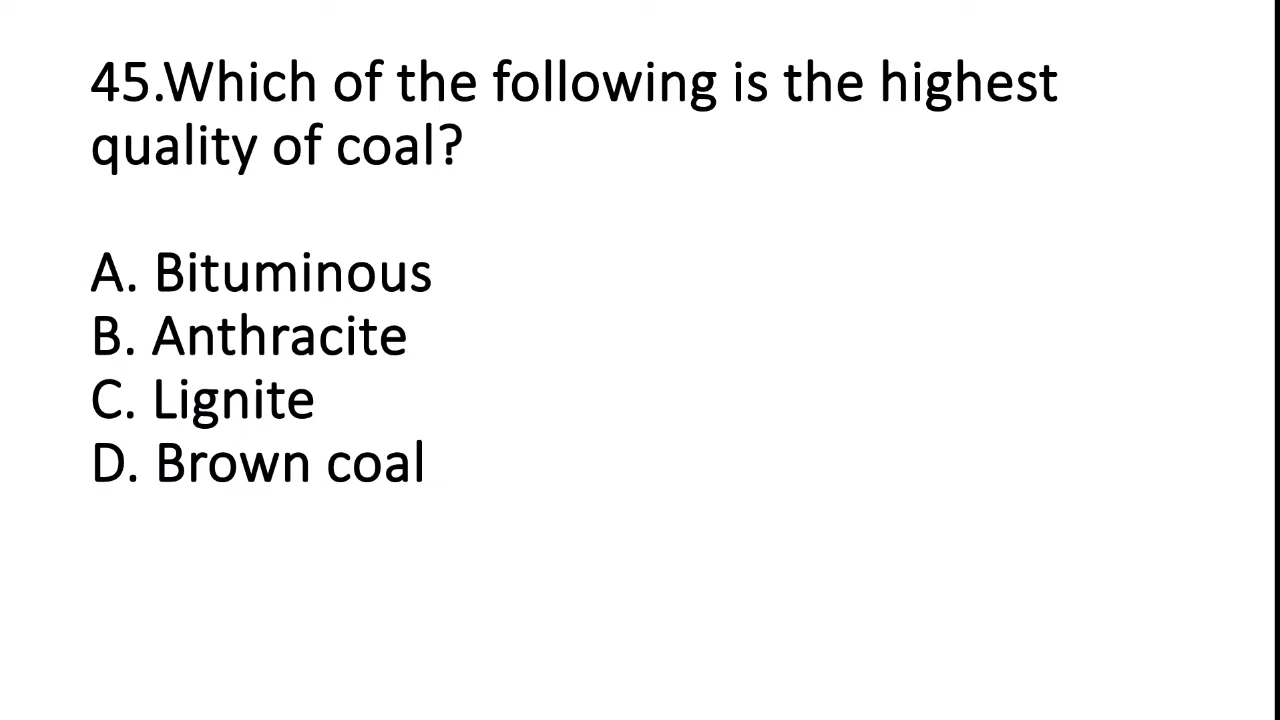 45.Which of the following is the highest
quality of coal?
A. Bituminous
B. Anthracite
C. Lignite
D. Brown coal